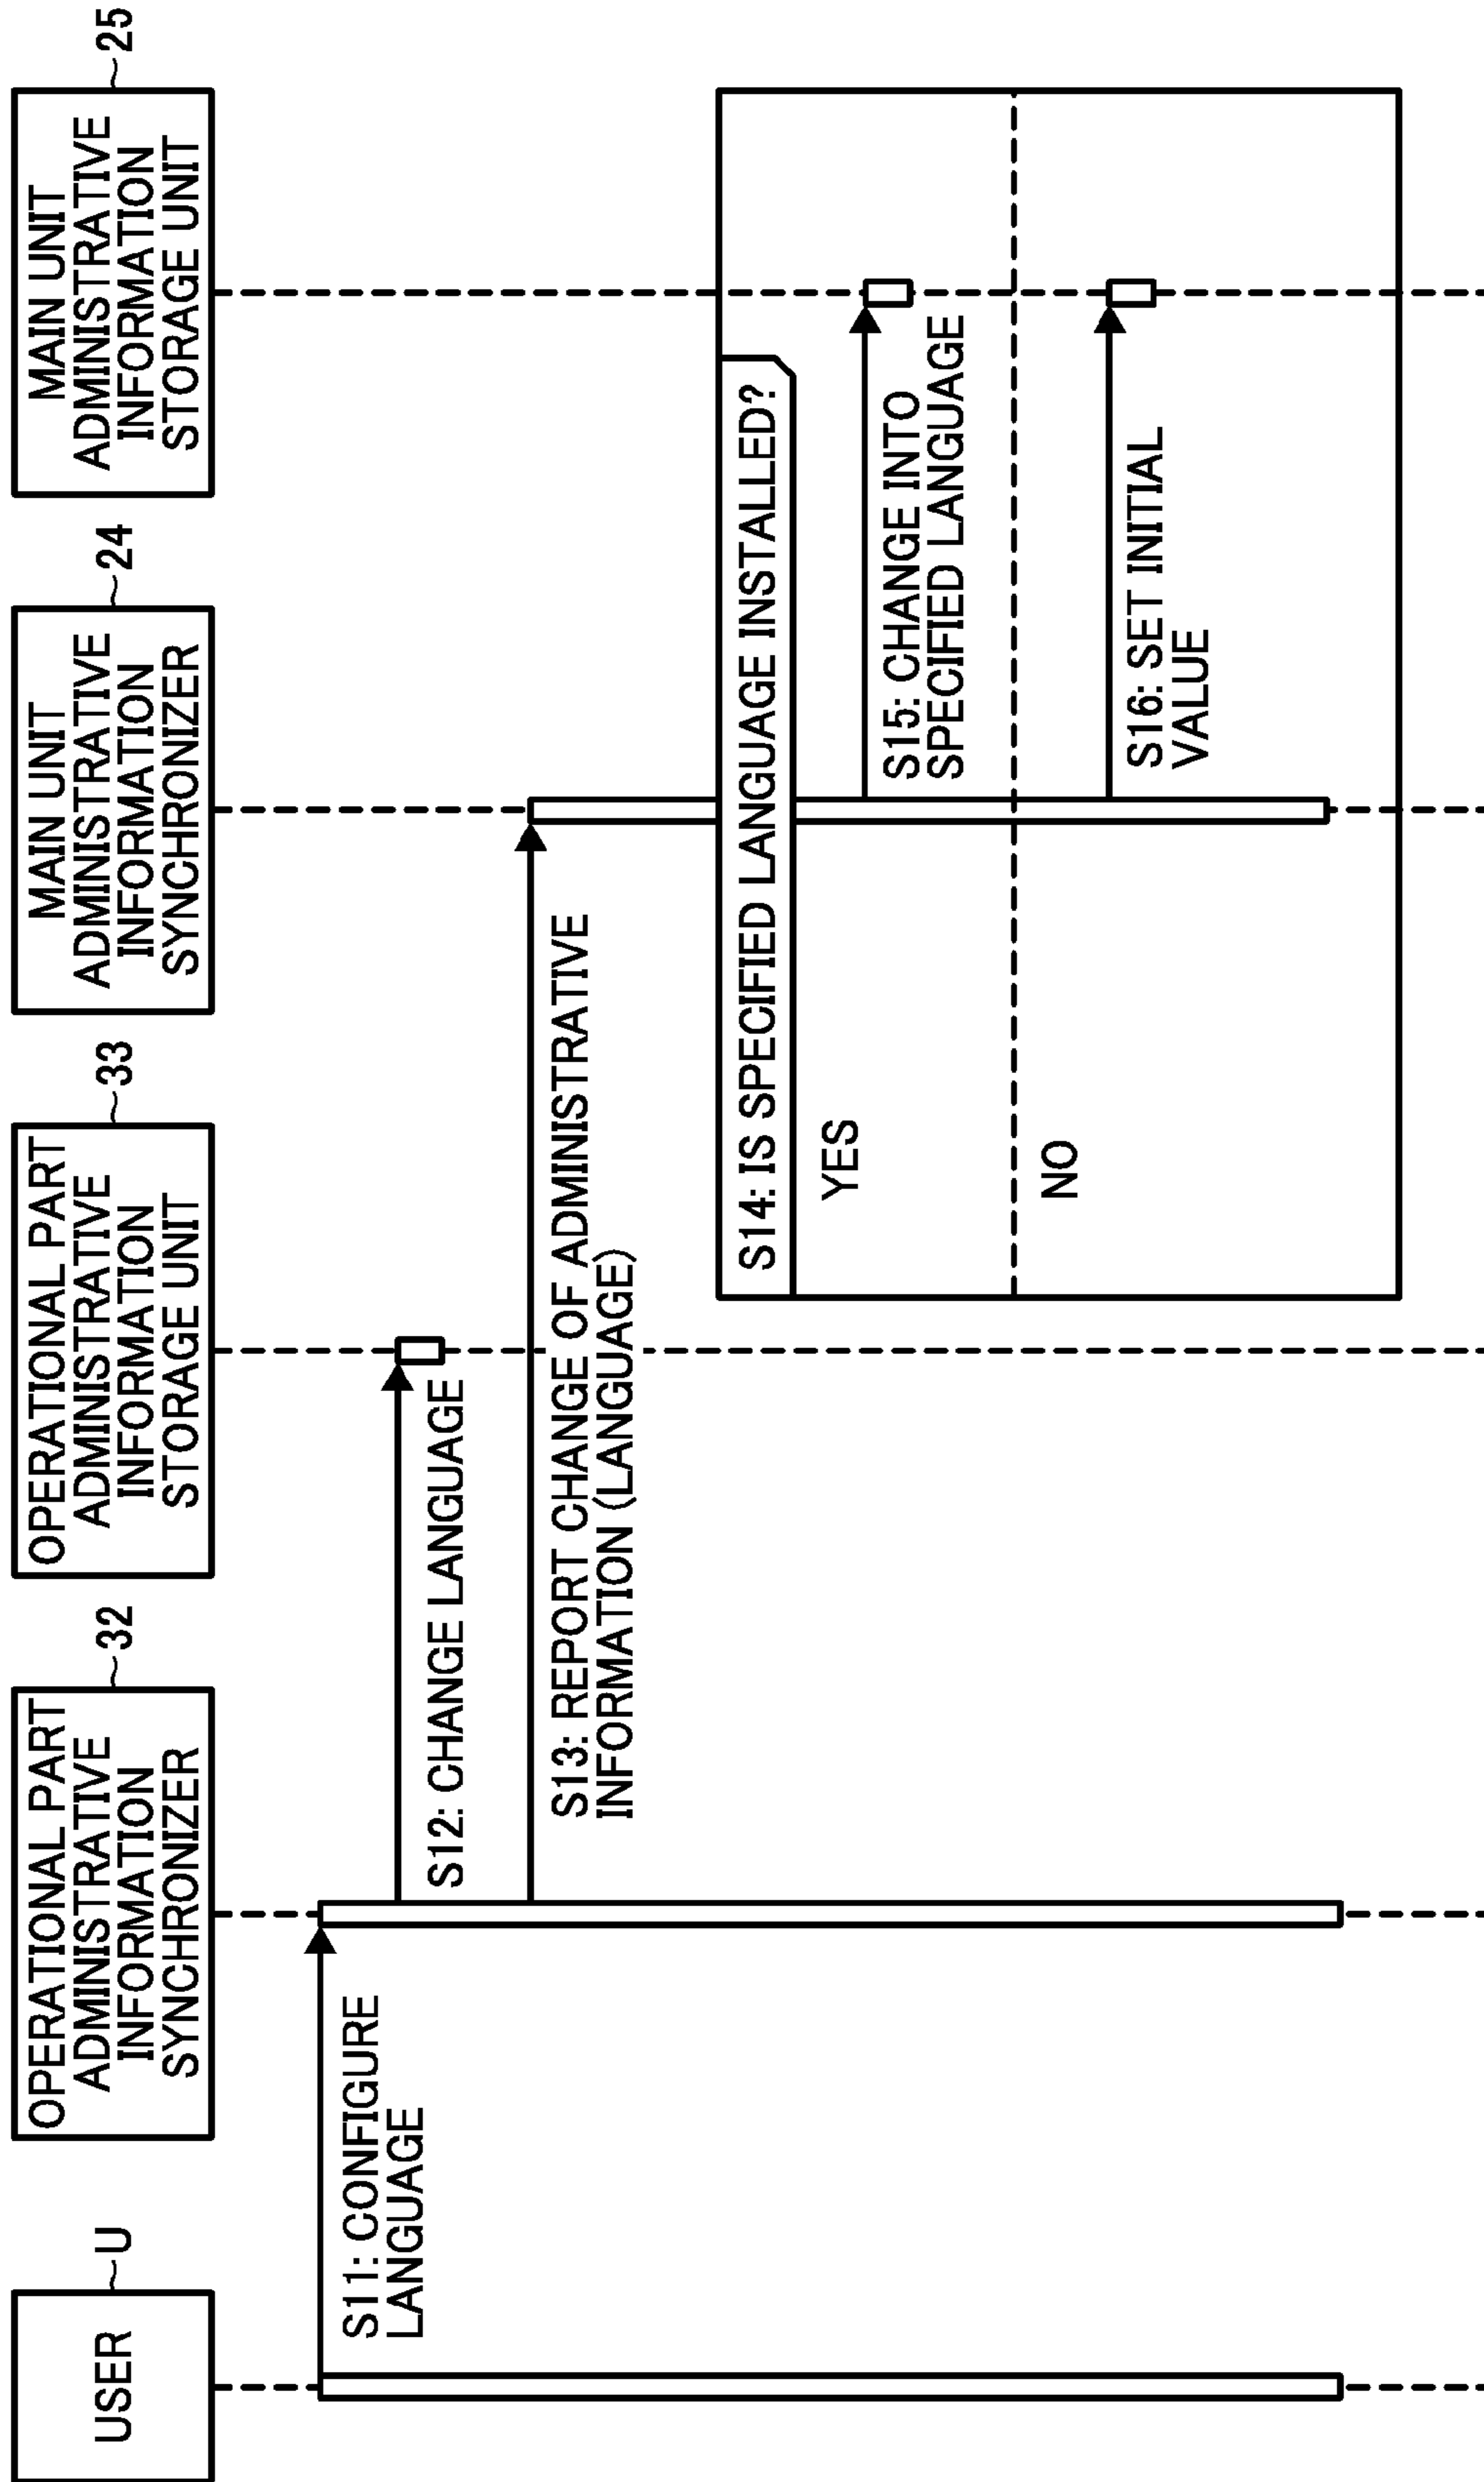 USER
U
OPERATIONAL PART
ADMINISTRATIVE
INFORMATION
SYNCHRONIZER
32
OPERATIONAL PART
ADMINISTRATIVE
INFORMATION
STORAGE UNIT
33
MAIN UNIT
ADMINISTRATIVE
INFORMATION
SYNCHRONIZER
24
MAIN UNIT
ADMINISTRATIVE
INFORMATION
STORAGE UNIT
25
S11: CONFIGURE
LANGUAGE
S12: CHANGE LANGUAGE
S13: REPORT CHANGE OF ADMINISTRATIVE
INFORMATION (LANGUAGE)
S14: IS SPECIFIED LANGUAGE INSTALLED?
YES
S15: CHANGE INTO
SPECIFIED LANGUAGE
NO
S16: SET INITIAL
VALUE